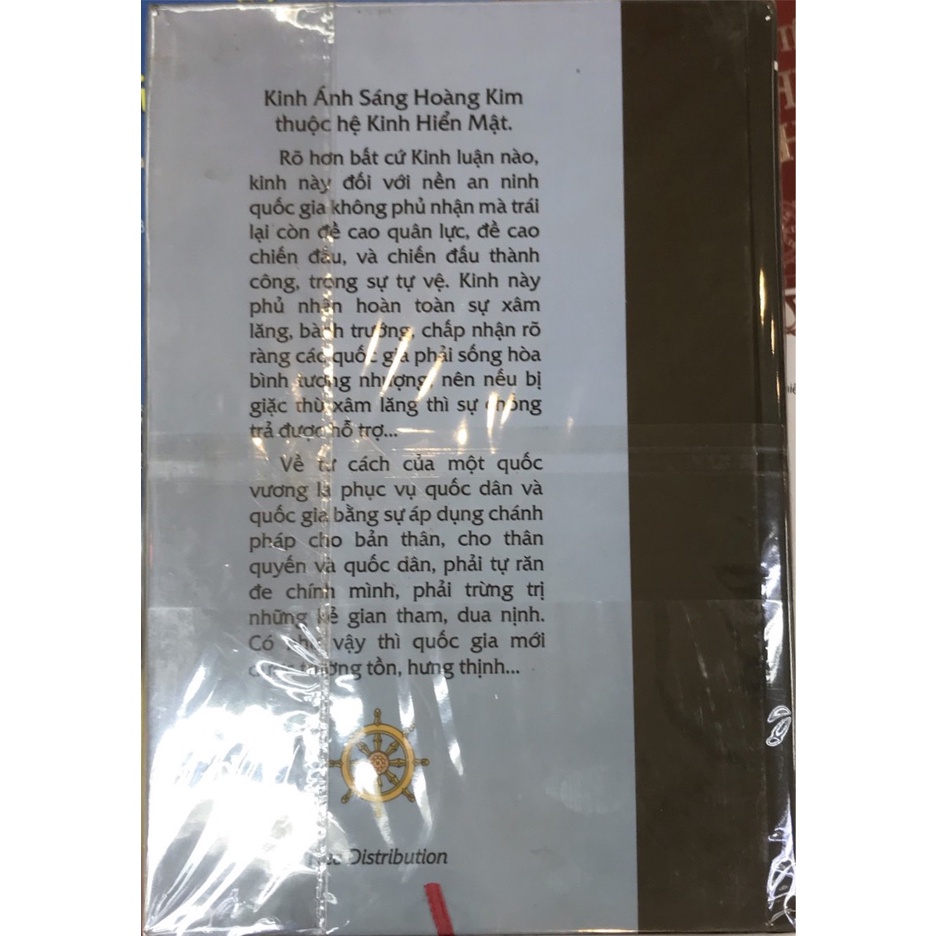 Kinh Ánh Sáng Hoàng Kim
thuộc hệ Kinh Hiển Mật.
Rõ hơn bất cứ Kinh luận nào,
kinh này đối với nền an ninh
quốc gia không phủ nhận mà trái
lại còn đề cao quân lực, đề cao
chiến đấu, và chiến đấu thành
công, trong sự tự vệ. Kinh này
phủ nhận hoàn toàn sự xâm
lăng, bành trướng, chấp nhận rõ
ràng các quốc gia phải sống hòa
bình tương nhượng, nên nếu bị
giặc thù xâm lăng thì sự chống
trả được hỗ trợ...
Về tư cách của một quốc
vương là phục vụ quốc dân và
quốc gia bằng sự áp dụng chánh
pháp cho bản thân, cho thân
quyến và quốc dân, phải tự răn
đe chính mình, phải trừng trị
những kẻ gian tham, dua nịnh.
Có như vậy thì quốc gia mới
trường tồn, hưng thịnh...
Distribution